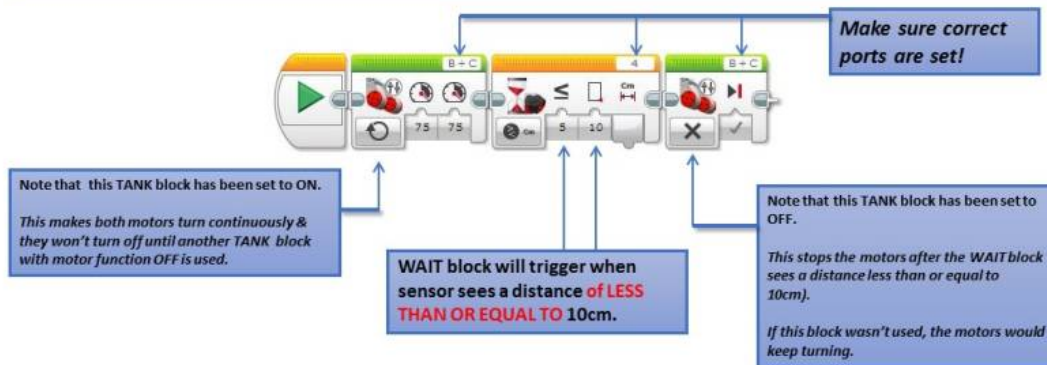 Make sure correct
ports are set!
B + C
4
B + C
≤
Cm
75 75
Cm
5 10
Note that this TANK block has been set to ON.
This makes both motors turn continuously &
they won't turn off until another TANK block
with motor function OFF is used.
WAIT block will trigger when
sensor sees a distance of LESS
THAN OR EQUAL TO 10cm.
Note that this TANK block has been set to
OFF.
This stops the motors after the WAIT block
sees a distance less than or equal to
10cm).
If this block wasn't used, the motors would
keep turning.